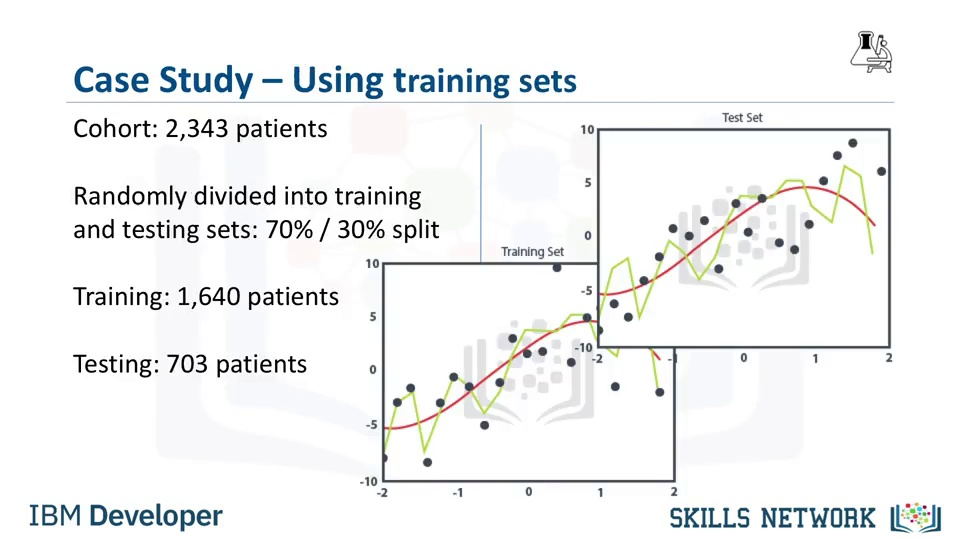 Case Study – Using training sets
Cohort: 2,343 patients
Randomly divided into training
and testing sets: 70% / 30% split
Training: 1,640 patients
Testing: 703 patients
Test Set
10
5
0
-5
-10
-2
-1
0
1
2
Training Set
10
5
0
-5
-10
-2
-1
0
1
2
IBM Developer
SKILLS NETWORK